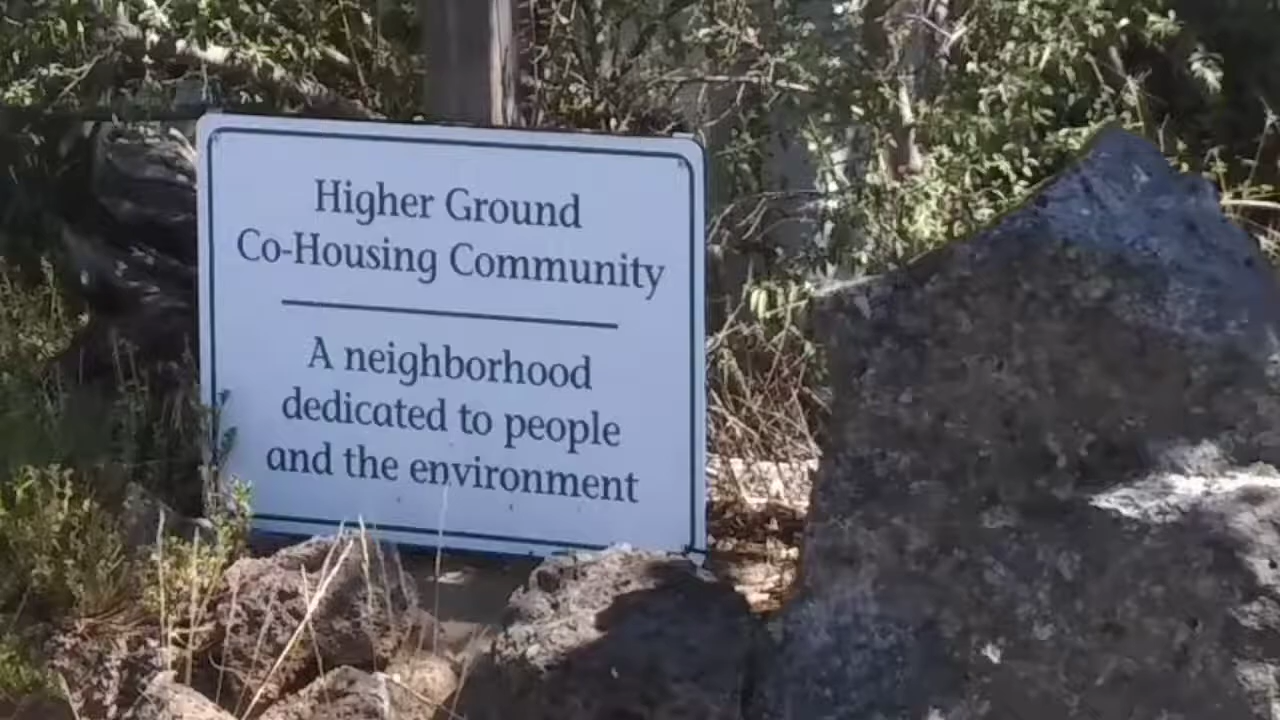 Higher Ground
Co-Housing Community
A neighborhood
dedicated to people
and the environment